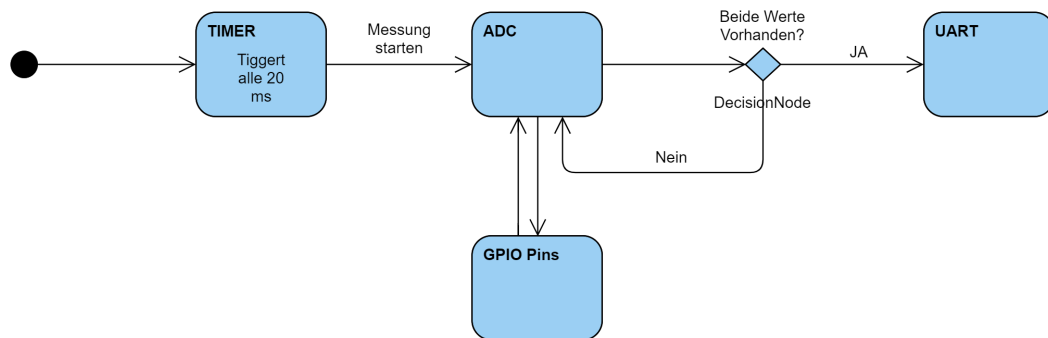 TIMER
Tiggert
alle 20
ms
Messung
starten
ADC
Beide Werte
Vorhanden?
DecisionNode
JA
UART
Nein
GPIO Pins